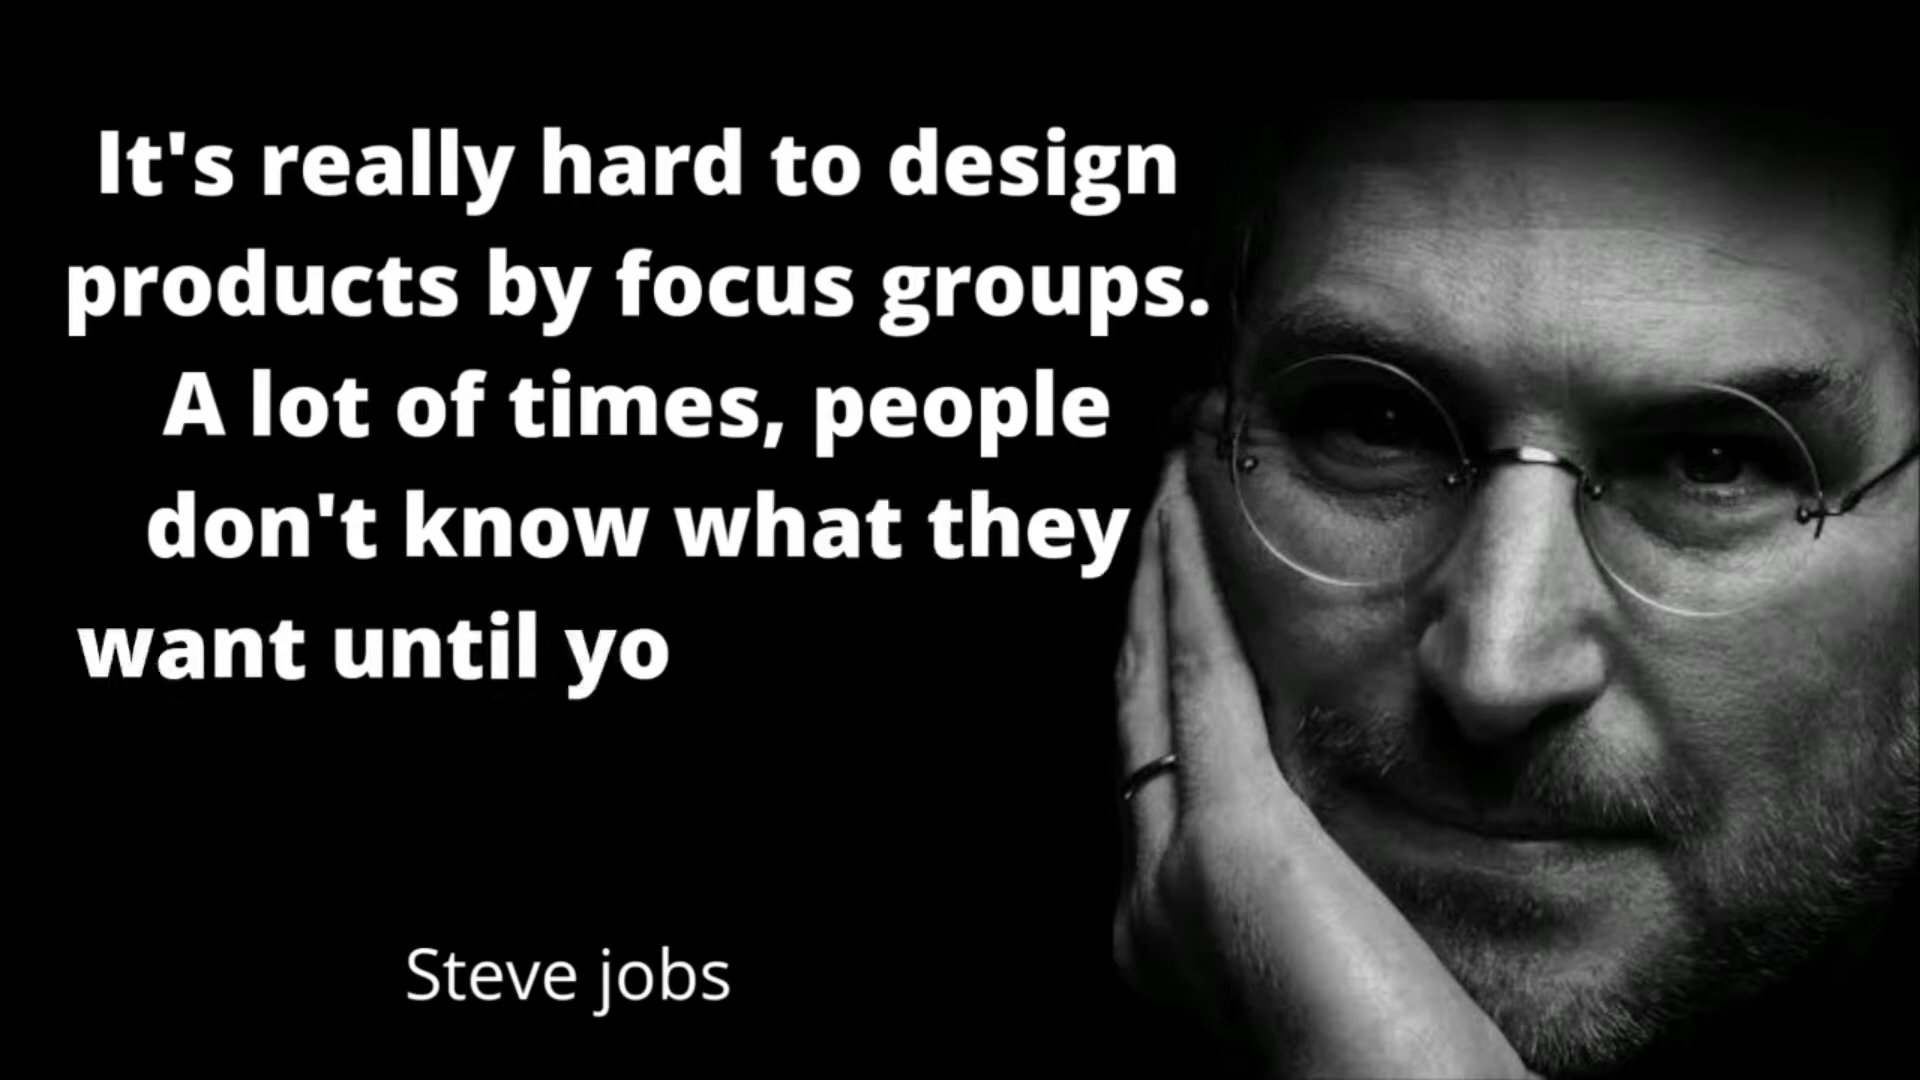 It's really hard to design
products by focus groups.
A lot of times, people
don't know what they
want until yo
Steve jobs